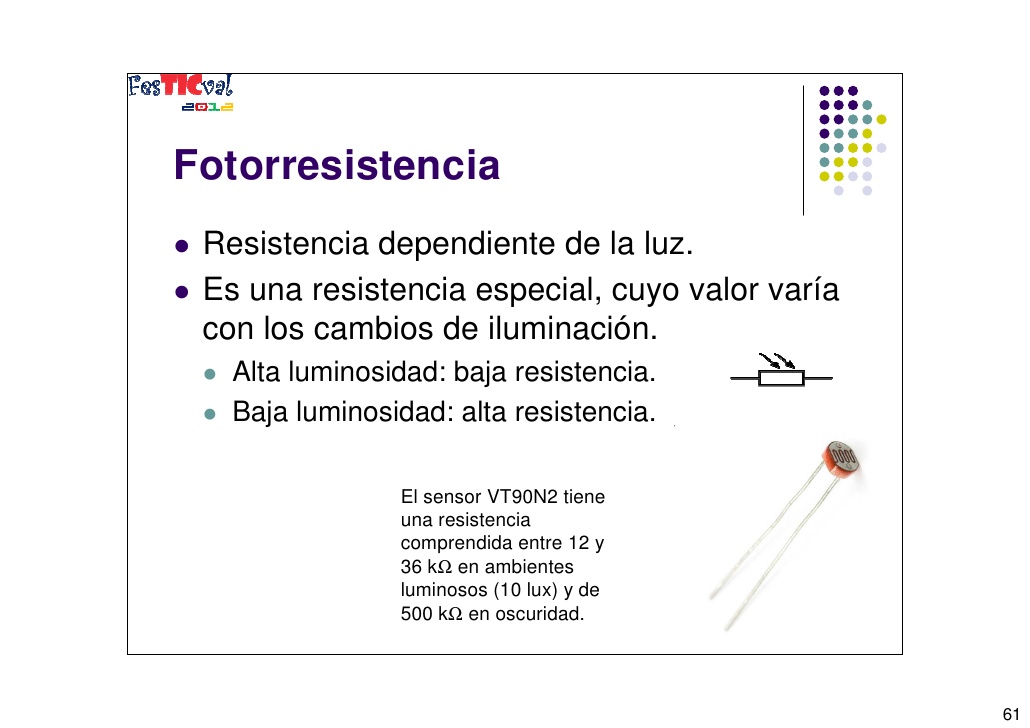 FesTICval
2012
Fotorresistencia
● Resistencia dependiente de la luz.
● Es una resistencia especial, cuyo valor varía
con los cambios de iluminación.
● Alta luminosidad: baja resistencia.
● Baja luminosidad: alta resistencia.
El sensor VT90N2 tiene
una resistencia
comprendida entre 12 y
36 kΩ en ambientes
luminosos (10 lux) y de
500 kΩ en oscuridad.
61